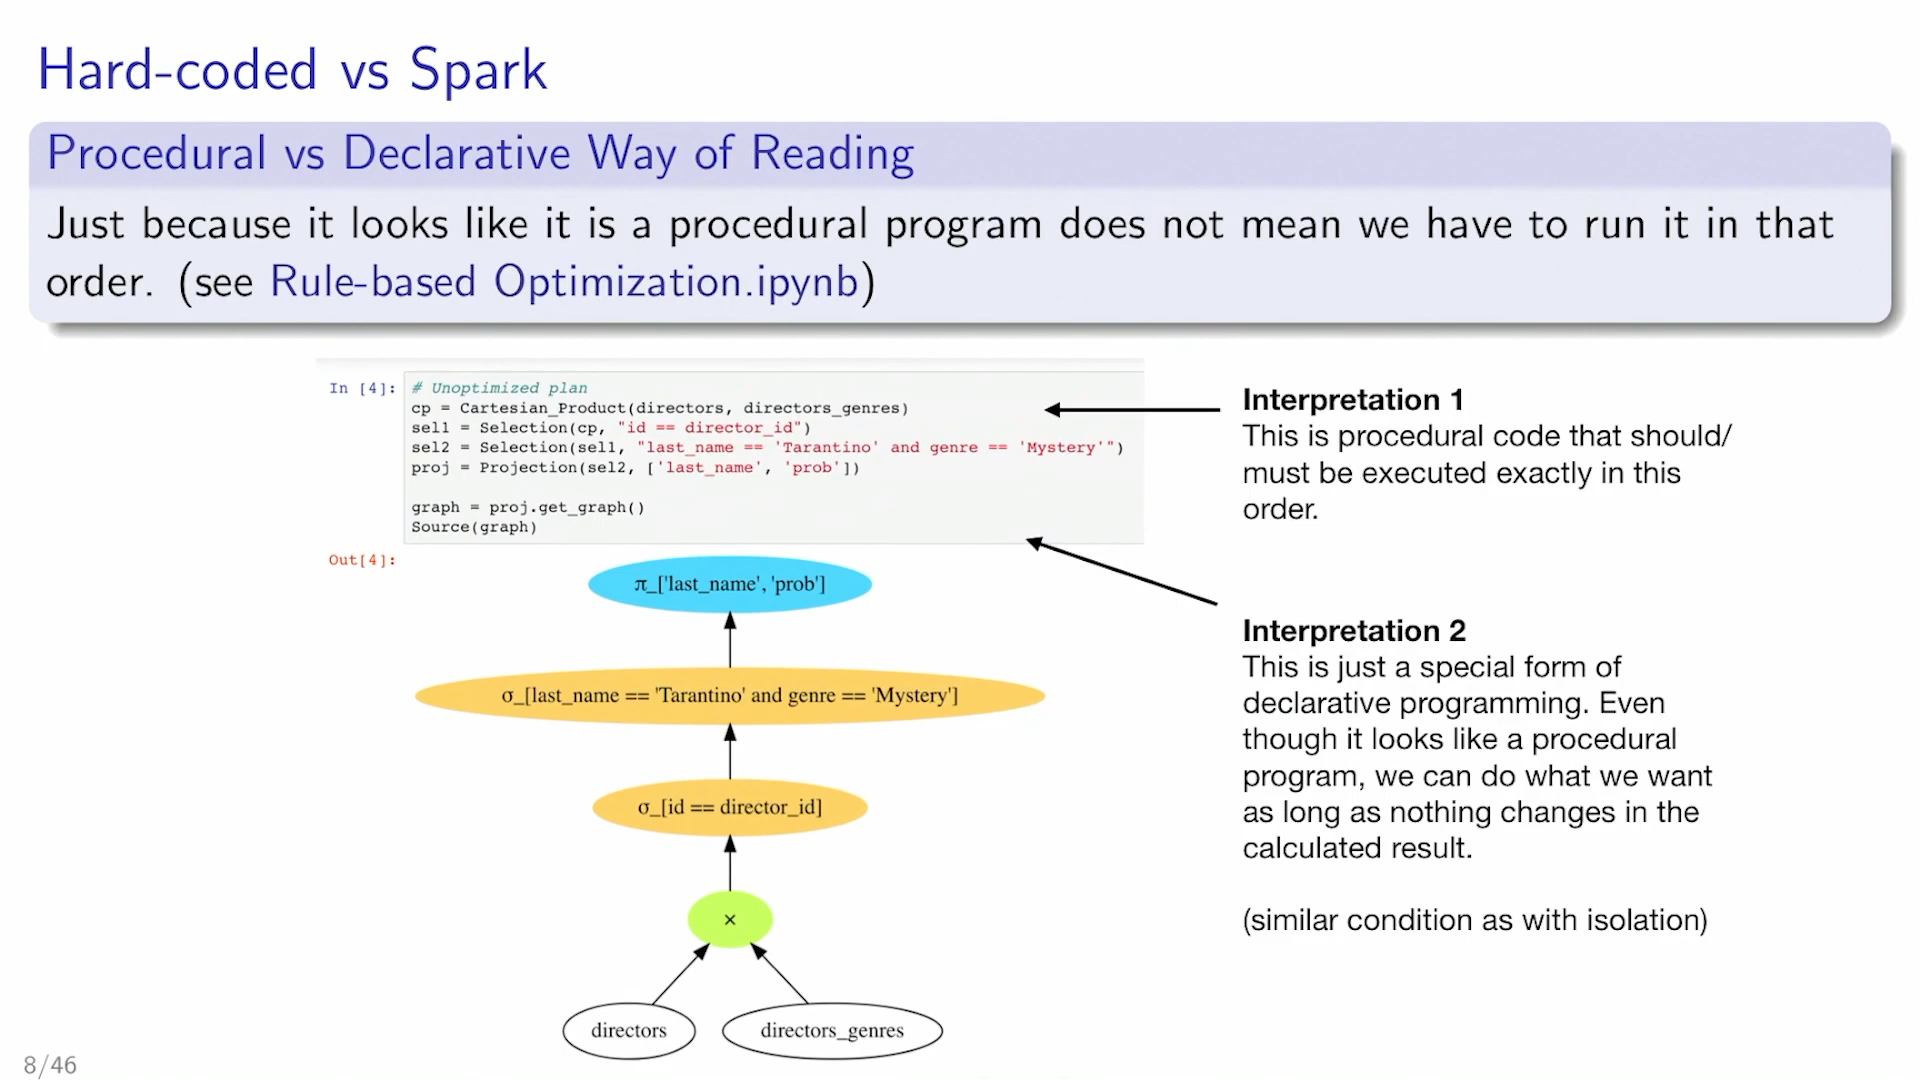 Hard-coded vs Spark
Procedural vs Declarative Way of Reading
Just because it looks like it is a procedural program does not mean we have to run it in that
order. (see Rule-based Optimization.ipynb)
In [4]:
# Unoptimized plan
cp = Cartesian_Product(directors, directors_genres)
sel1 = Selection(cp, "id == director_id")
sel2 = Selection(sel1, "last_name == 'Tarantino' and genre == 'Mystery'")
proj = Projection(sel2, ['last_name', 'prob'])
graph = proj.get_graph()
Source(graph)
Out[4]:
π_['last_name', 'prob']
σ_[last_name == 'Tarantino' and genre == 'Mystery']
σ_[id == director_id]
×
directors
directors_genres
Interpretation 1
This is procedural code that should/
must be executed exactly in this
order.
Interpretation 2
This is just a special form of
declarative programming. Even
though it looks like a procedural
program, we can do what we want
as long as nothing changes in the
calculated result.
(similar condition as with isolation)
8/46